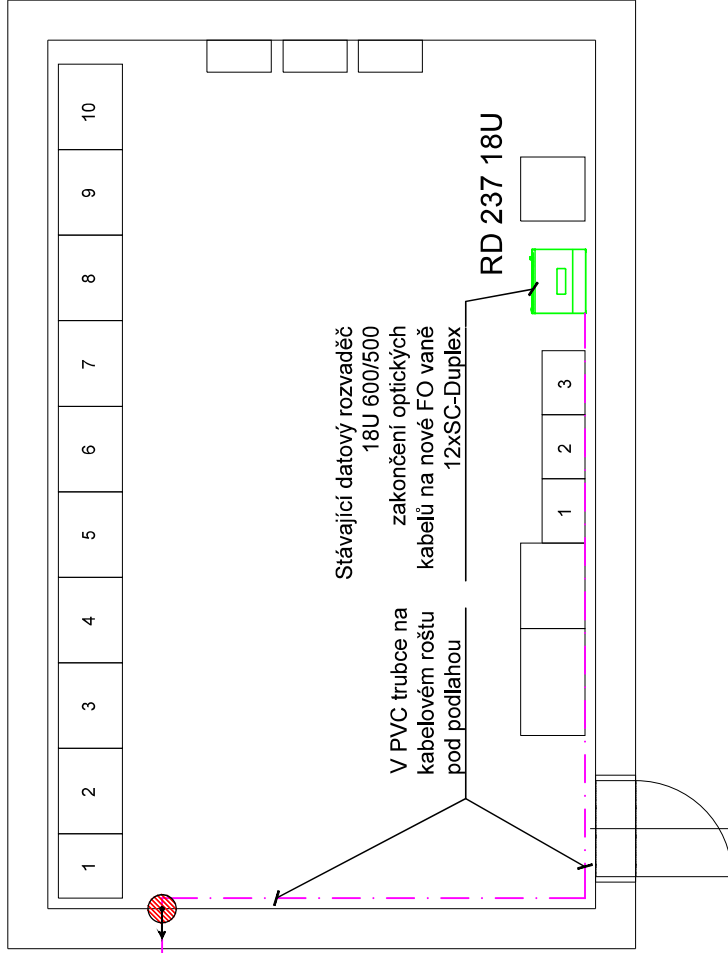 10
9
8
7
6
5
4
3
2
1
RD 237 18U
Stávající datový rozvaděč
18U 600/500
zakončení optických
kabelů na nové FO vaně
12xSC-Duplex
3
2
1
V PVC trubce na
kabelovém roštu
pod podlahou